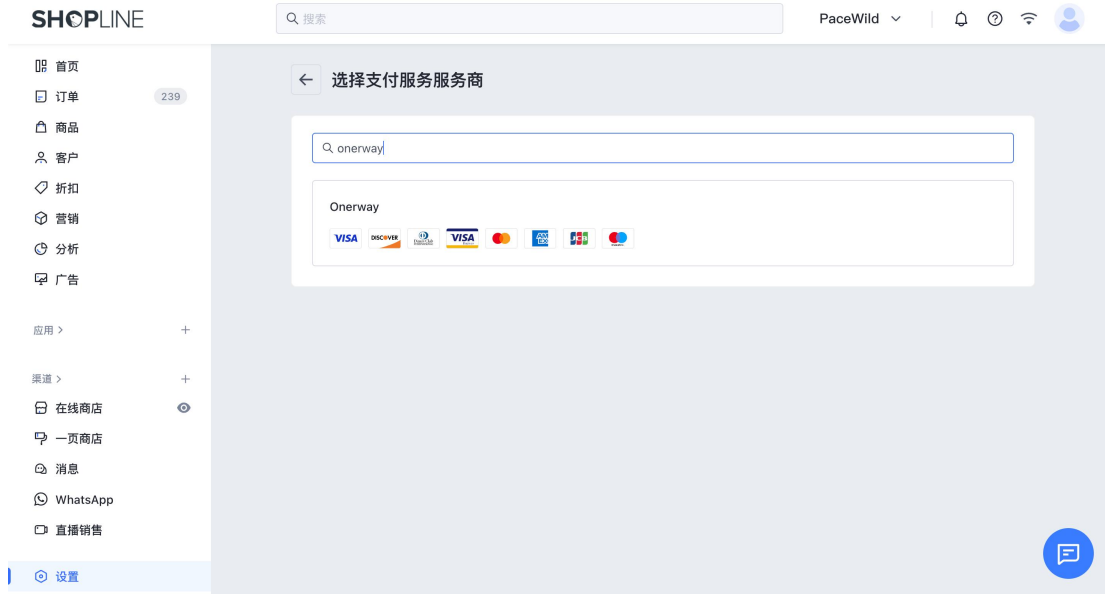 SHOPLINE
搜索
PaceWild
首页
订单 239
商品
客户
折扣
营销
分析
广告
应用
渠道
在线商店
一页商店
消息
WhatsApp
直播销售
设置
选择支付服务服务商
onerway
Onerway
VISA DISCOVER VISA AMEX JCB